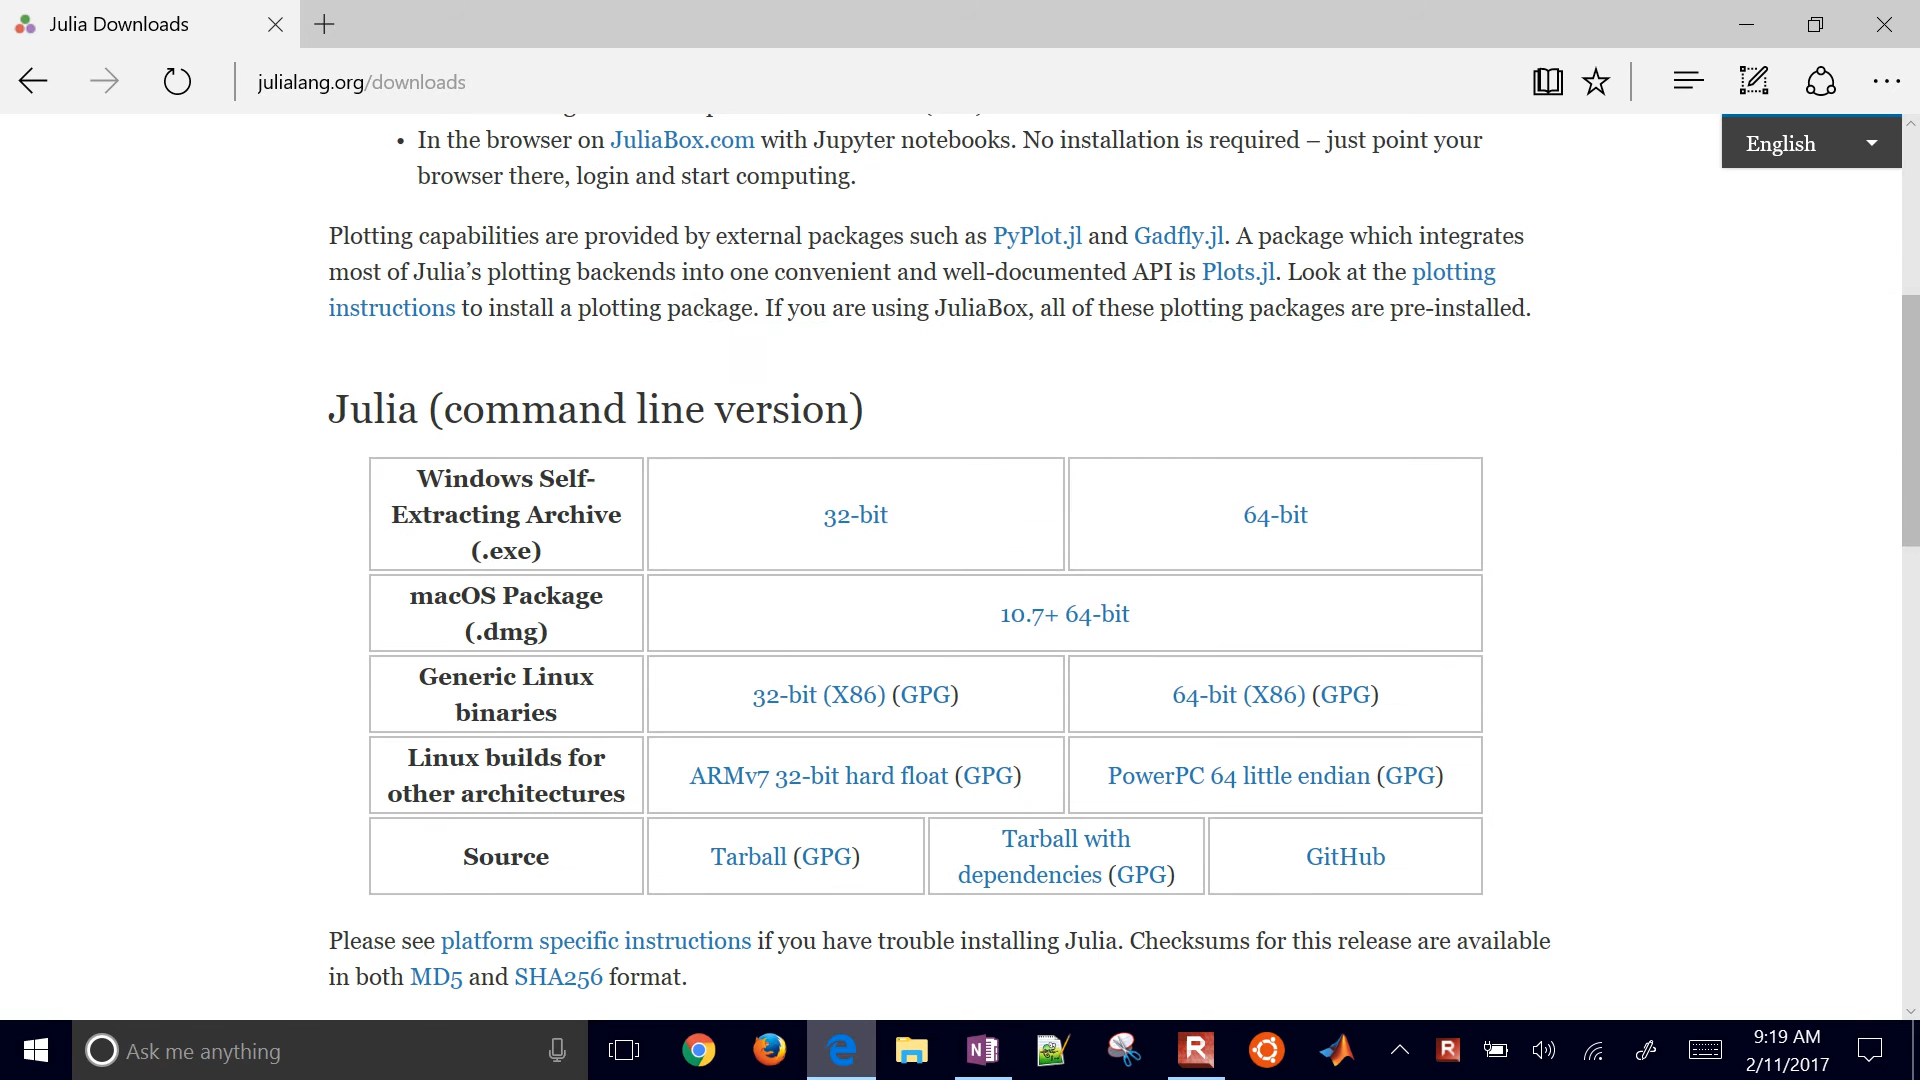 Julia Downloads
julialang.org/downloads
English
• In the browser on JuliaBox.com with Jupyter notebooks. No installation is required – just point your
browser there, login and start computing.
Plotting capabilities are provided by external packages such as PyPlot.jl and Gadfly.jl. A package which integrates
most of Julia’s plotting backends into one convenient and well-documented API is Plots.jl. Look at the plotting
instructions to install a plotting package. If you are using JuliaBox, all of these plotting packages are pre-installed.
Julia (command line version)
Windows Self-
Extracting Archive
(.exe)
32-bit
64-bit
macOS Package
(.dmg)
10.7+ 64-bit
Generic Linux
binaries
32-bit (X86) (GPG)
64-bit (X86) (GPG)
Linux builds for
other architectures
ARMv7 32-bit hard float (GPG)
PowerPC 64 little endian (GPG)
Source
Tarball (GPG)
Tarball with
dependencies (GPG)
GitHub
Please see platform specific instructions if you have trouble installing Julia. Checksums for this release are available
in both MD5 and SHA256 format.
Ask me anything
N
R
R
9:19 AM
2/11/2017